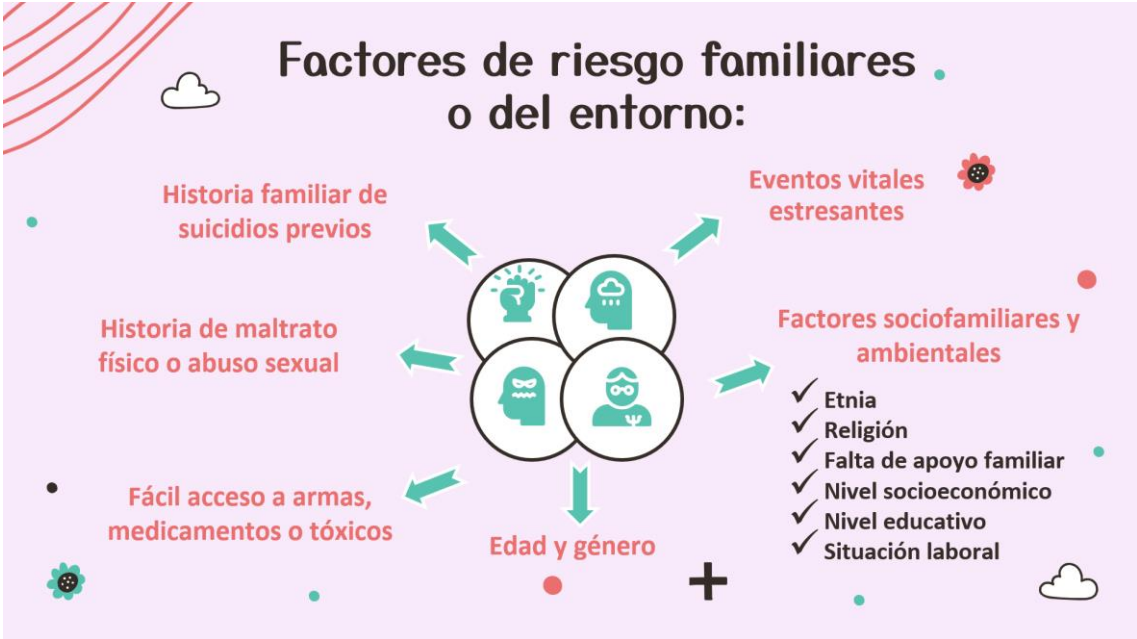 Factores de riesgo familiares
o del entorno:
Historia familiar de
suicidios previos
Historia de maltrato
físico o abuso sexual
Fácil acceso a armas,
medicamentos o tóxicos
Edad y género
Eventos vitales
estresantes
Factores sociofamiliares y
ambientales
✓ Etnia
✓ Religión
✓ Falta de apoyo familiar
✓ Nivel socioeconómico
✓ Nivel educativo
✓ Situación laboral